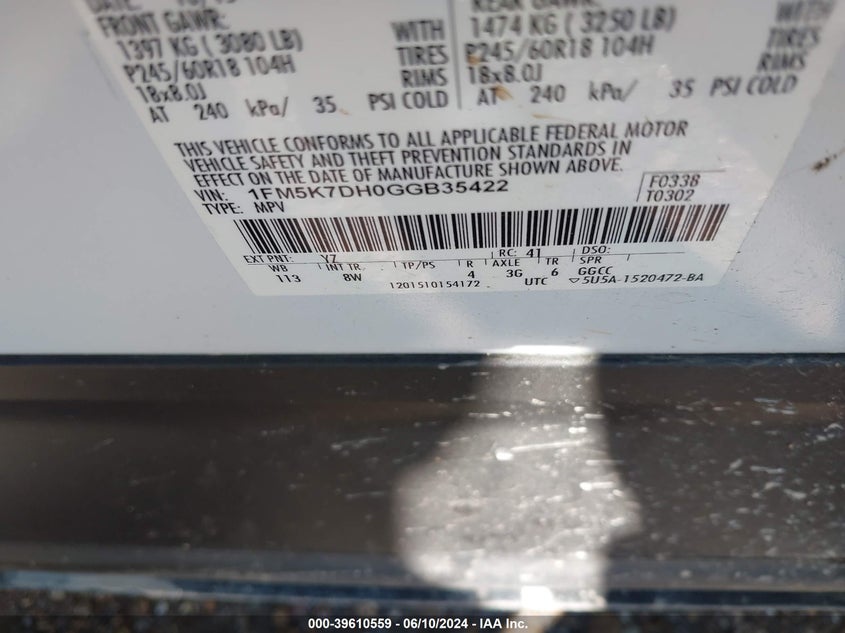 DATE
FRONT GAWR: REAR GAWR:
1397 KG ( 3080 LB) WITH 1474 KG ( 3250 LB) WITH
P245/60R18 104H TIRES P245/60R18 104H TIRES
18x8.0J RIMS 18x8.0J RIMS
AT 240 kPa/ 35 PSI COLD AT 240 kPa/ 35 PSI COLD
THIS VEHICLE CONFORMS TO ALL APPLICABLE FEDERAL MOTOR
VEHICLE SAFETY AND THEFT PREVENTION STANDARDS IN
EFFECT ON THE DATE OF MANUFACTURE SHOWN ABOVE.
VIN: 1FM5K7DH0GGB35422 F0338
TYPE: MPV T0302
EXT PNT: YZ RC: 41 DSO:
WB INT TR. TP/PS R AXLE TR SPR
113 8W 4 3G 6 GGCC
1201510154172 UTC 5U5A-1520472-BA
000-39610559 - 06/10/2024 - IAA Inc.